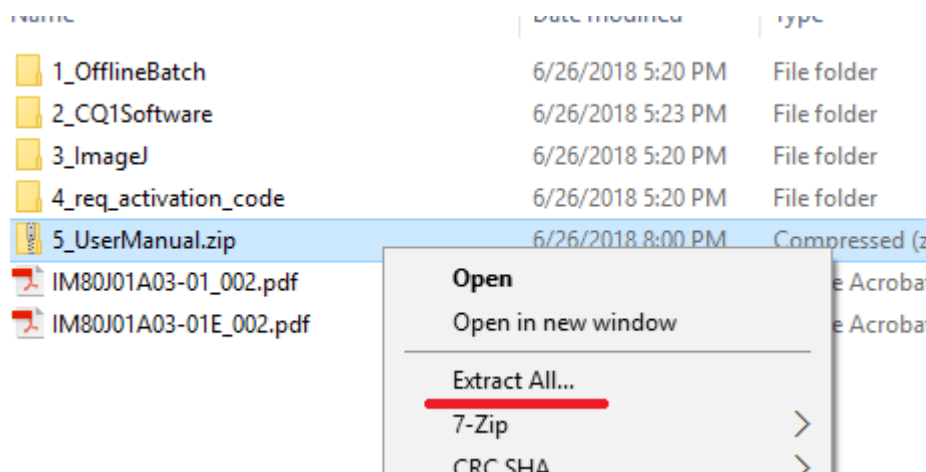 Name Date modified Type
1_OfflineBatch 6/26/2018 5:20 PM File folder
2_CQ1Software 6/26/2018 5:23 PM File folder
3_ImageJ 6/26/2018 5:20 PM File folder
4_req_activation_code 6/26/2018 5:20 PM File folder
5_UserManual.zip 6/26/2018 8:00 PM Compressed (z
IM80J01A03-01_002.pdf e Acroba
IM80J01A03-01E_002.pdf e Acroba
Open
Open in new window
Extract All...
7-Zip
CRC SHA